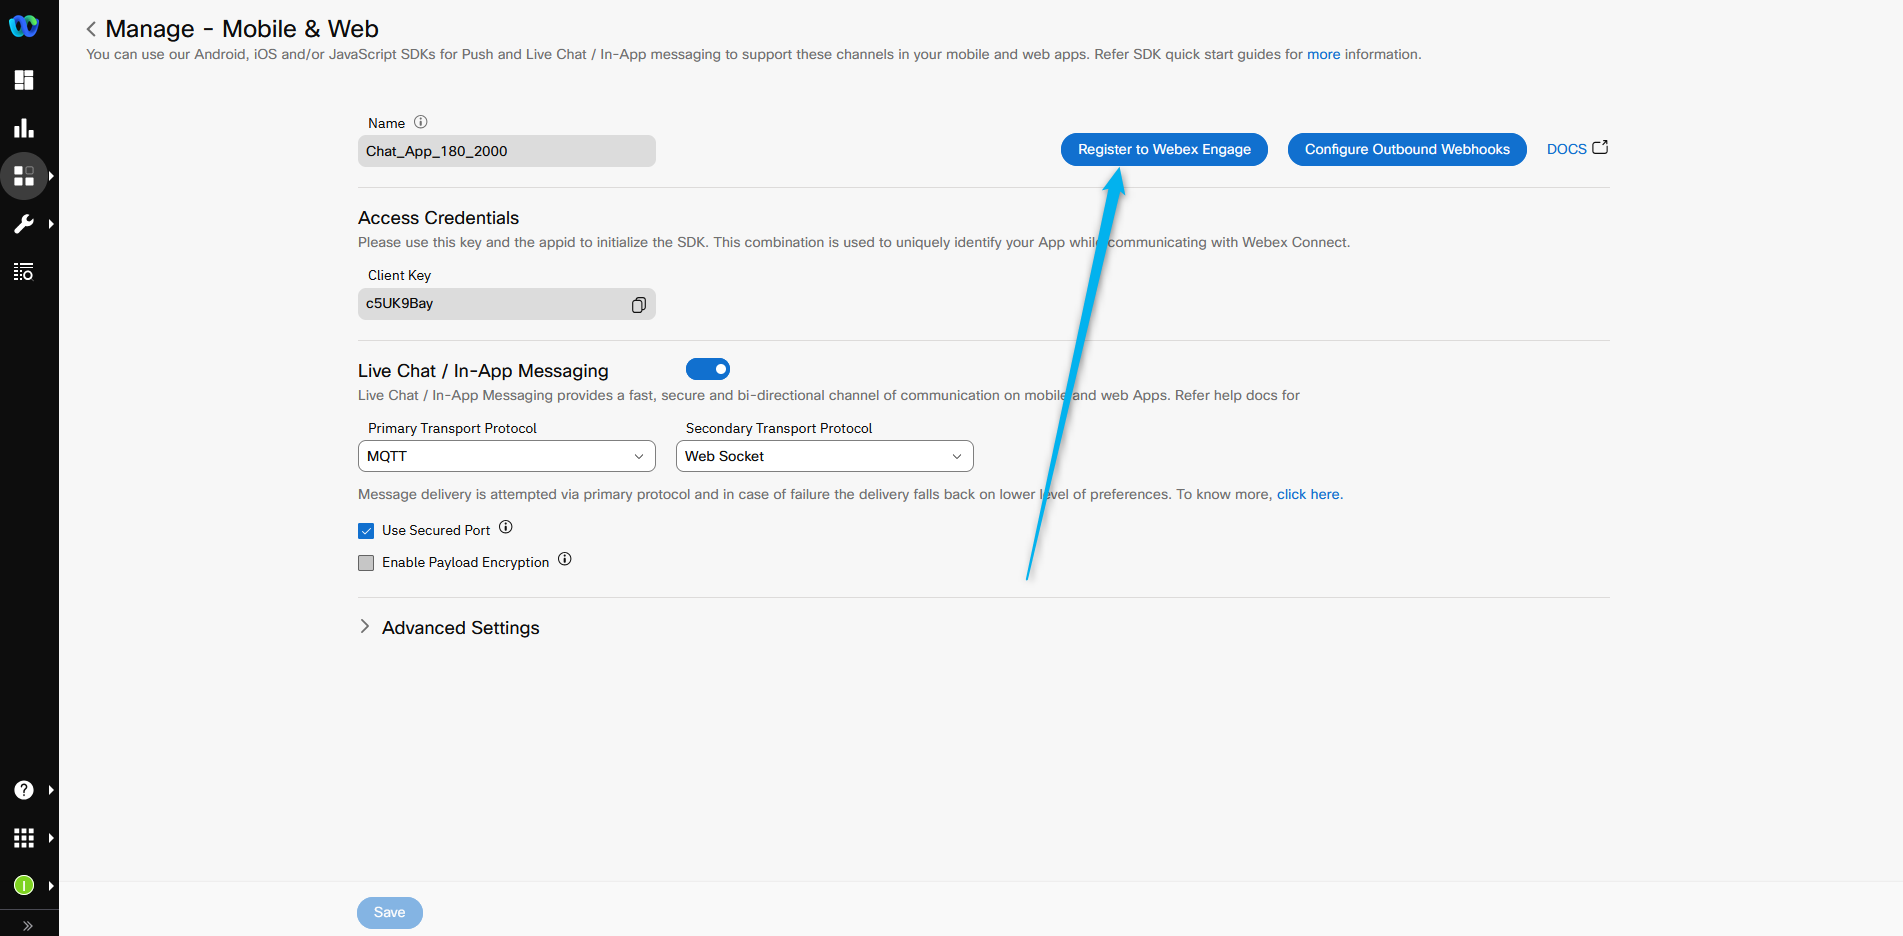 Manage - Mobile & Web
You can use our Android, iOS and/or JavaScript SDKs for Push and Live Chat / In-App messaging to support these channels in your mobile and web apps. Refer SDK quick start guides for more information.
Name
Chat_App_180_2000
Register to Webex Engage
Configure Outbound Webhooks
DOCS
Access Credentials
Please use this key and the appid to initialize the SDK. This combination is used to uniquely identify your App while communicating with Webex Connect.
Client Key
c5UK9Bay
Live Chat / In-App Messaging
Live Chat / In-App Messaging provides a fast, secure and bi-directional channel of communication on mobile and web Apps. Refer help docs for
Primary Transport Protocol
Secondary Transport Protocol
MQTT
Web Socket
Message delivery is attempted via primary protocol and in case of failure the delivery falls back on lower level of preferences. To know more, click here.
Use Secured Port
Enable Payload Encryption
Advanced Settings
I
Save